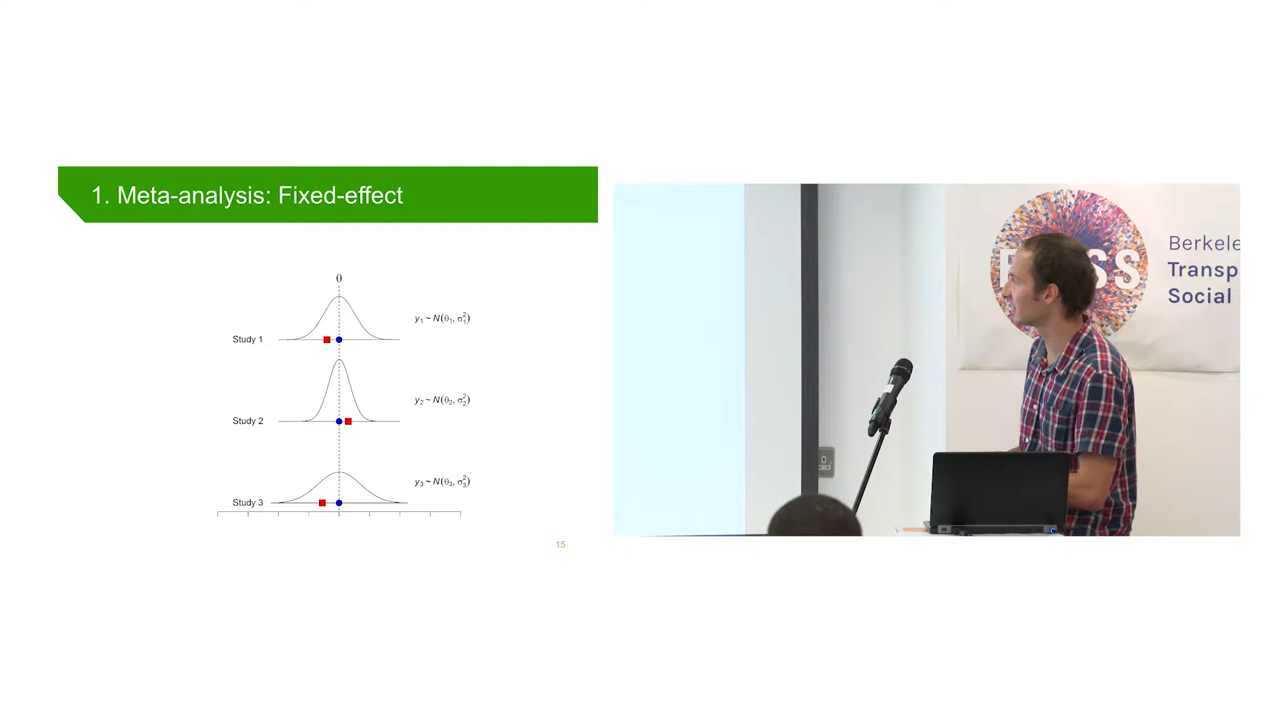 1. Meta-analysis: Fixed-effect
θ
y₁ ~ N(θ₁, σ₁²)
Study 1
y₂ ~ N(θ₂, σ₂²)
Study 2
y₃ ~ N(θ₃, σ₃²)
Study 3
15
Berkele
Transp
Social